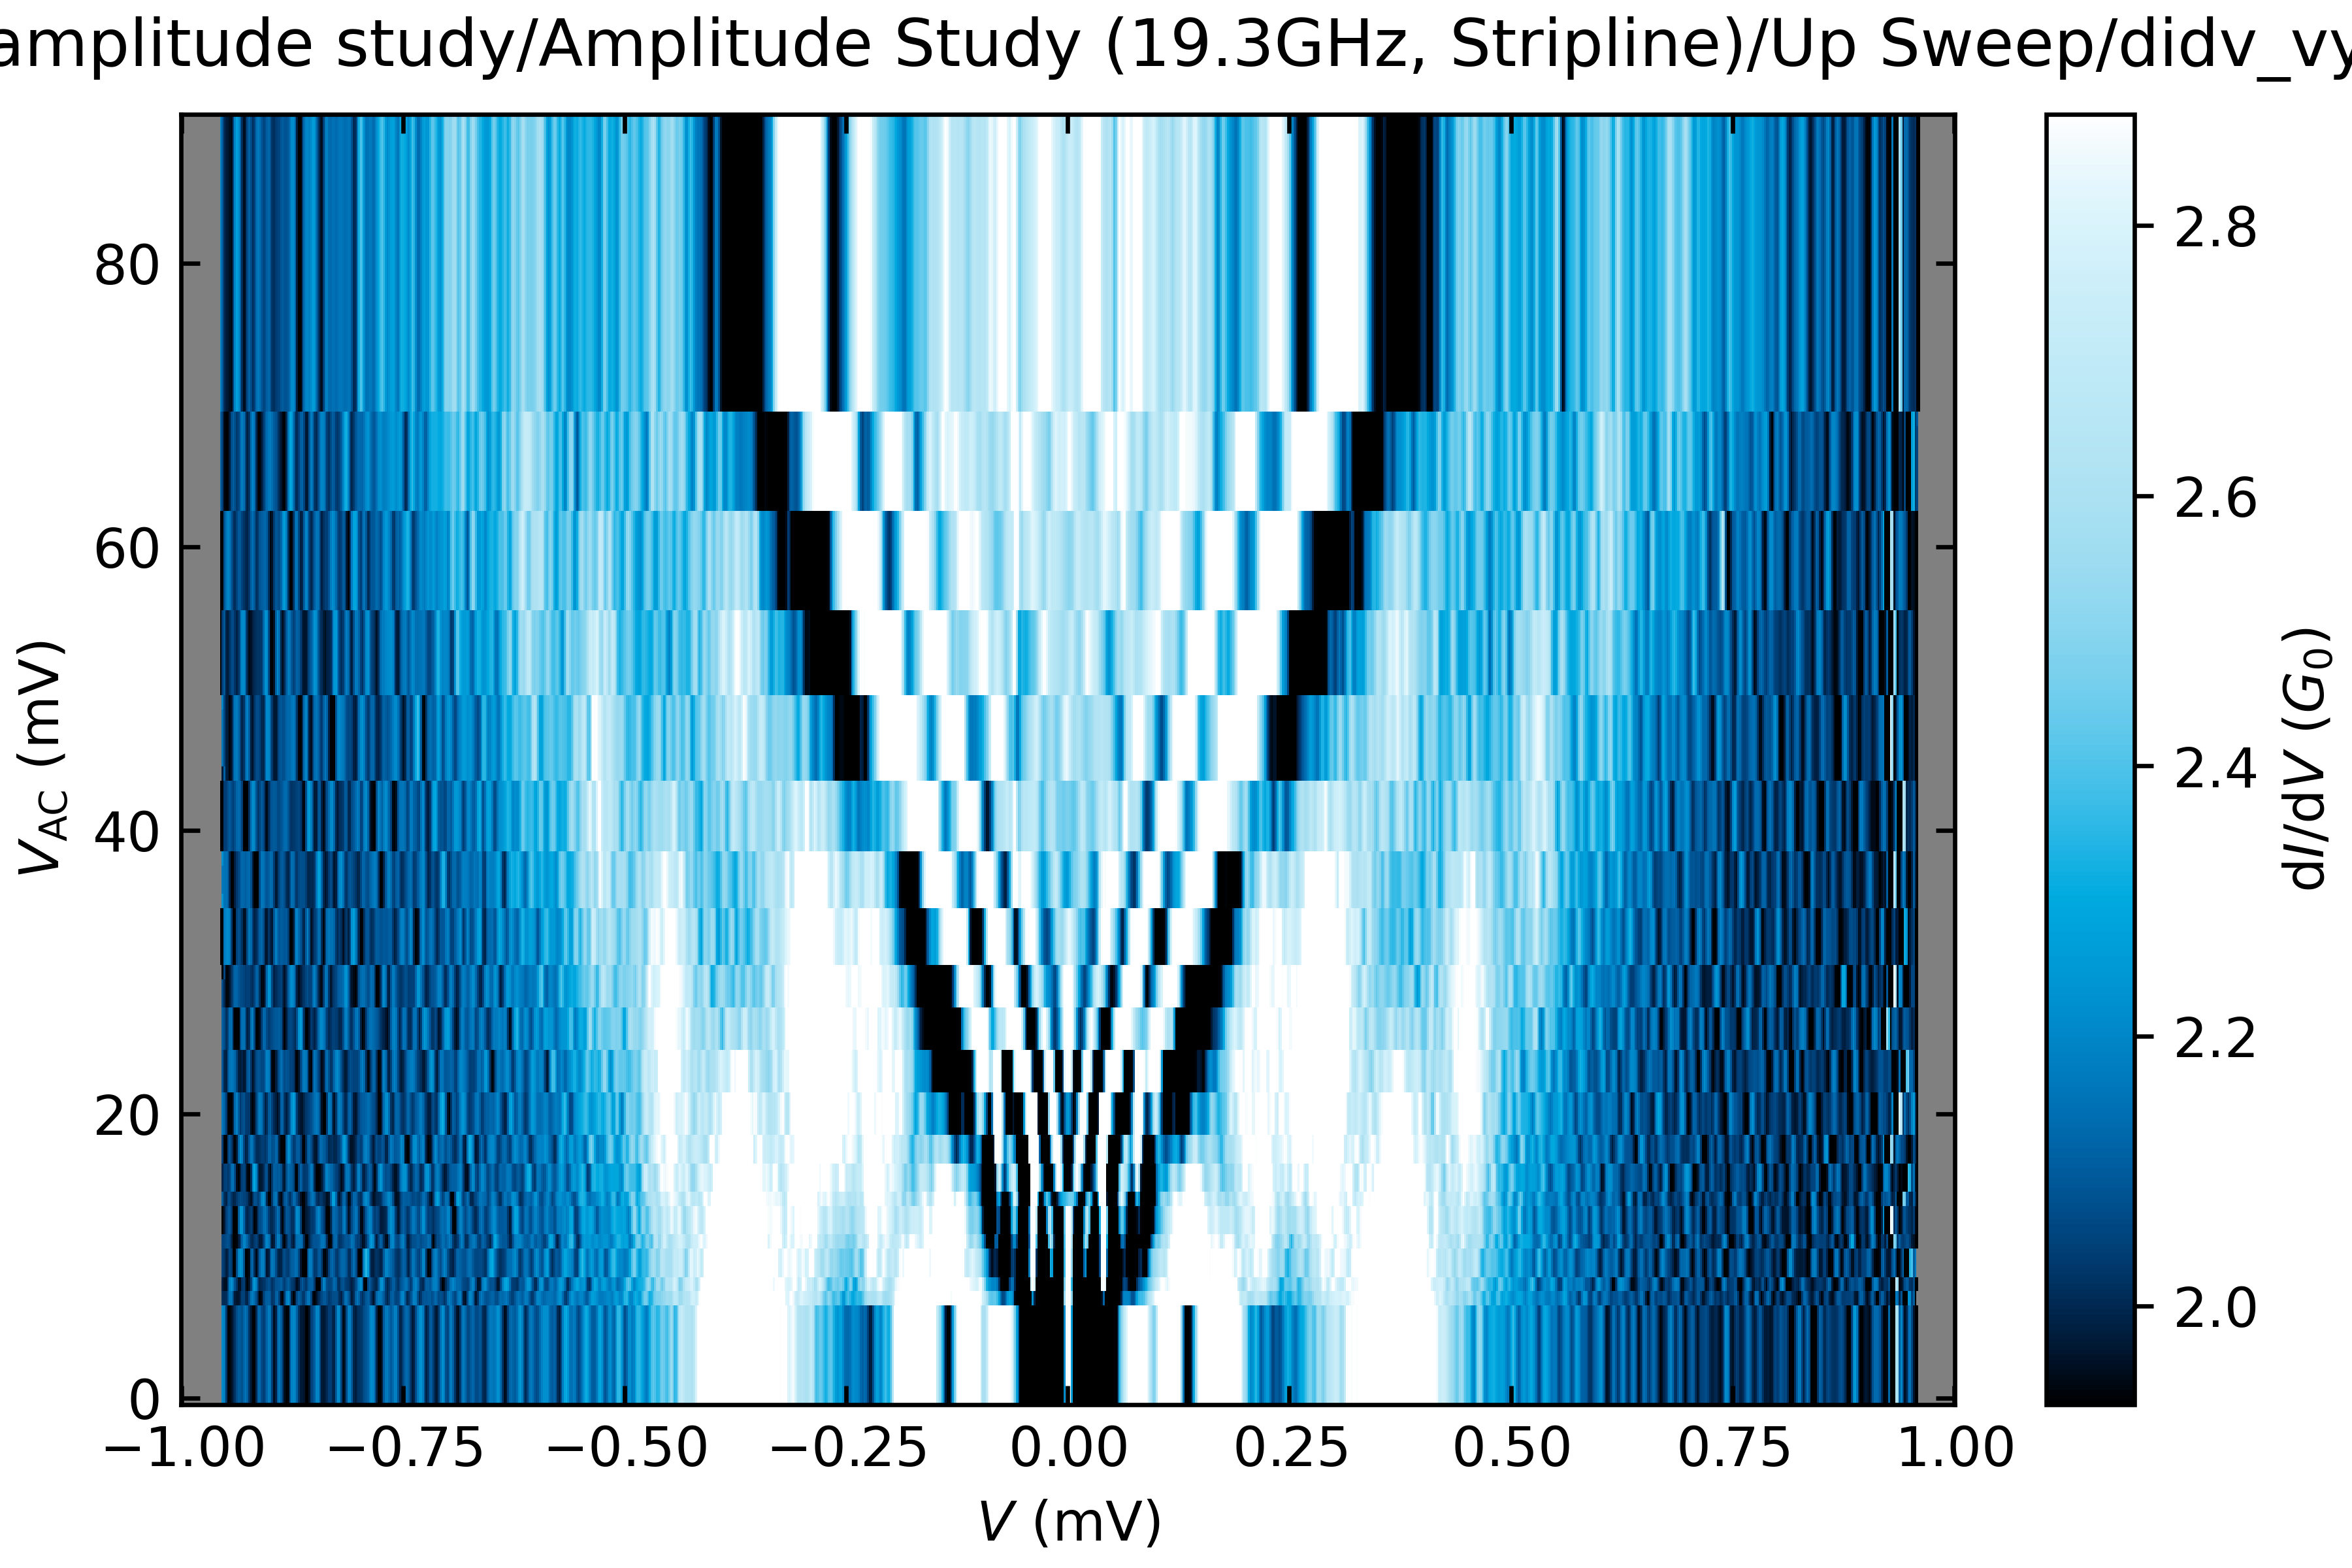 amplitude study/Amplitude Study (19.3GHz, Stripline)/Up Sweep/didv_vy
80
60
40
20
0
V_AC (mV)
−1.00 −0.75 −0.50 −0.25 0.00 0.25 0.50 0.75 1.00
V (mV)
2.8
2.6
2.4
2.2
2.0
dI/dV (G_0)